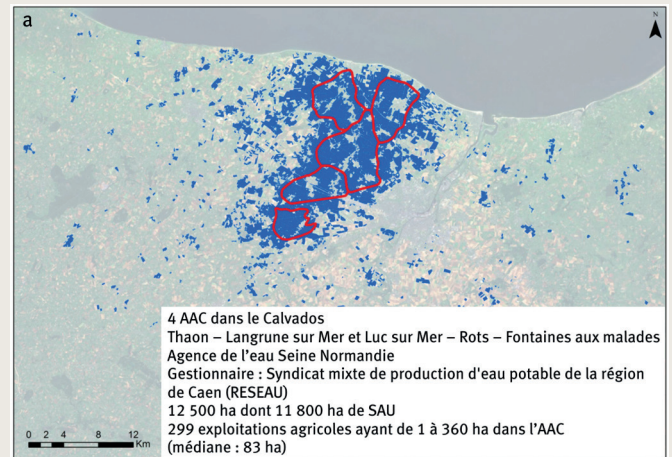 a
N
4 AAC dans le Calvados
Thaon – Langrune sur Mer et Luc sur Mer – Rots – Fontaines aux malades
Agence de l'eau Seine Normandie
Gestionnaire : Syndicat mixte de production d'eau potable de la région
de Caen (RESEAU)
12 500 ha dont 11 800 ha de SAU
299 exploitations agricoles ayant de 1 à 360 ha dans l'AAC
(médiane : 83 ha)
0 2 4 8 12
Km